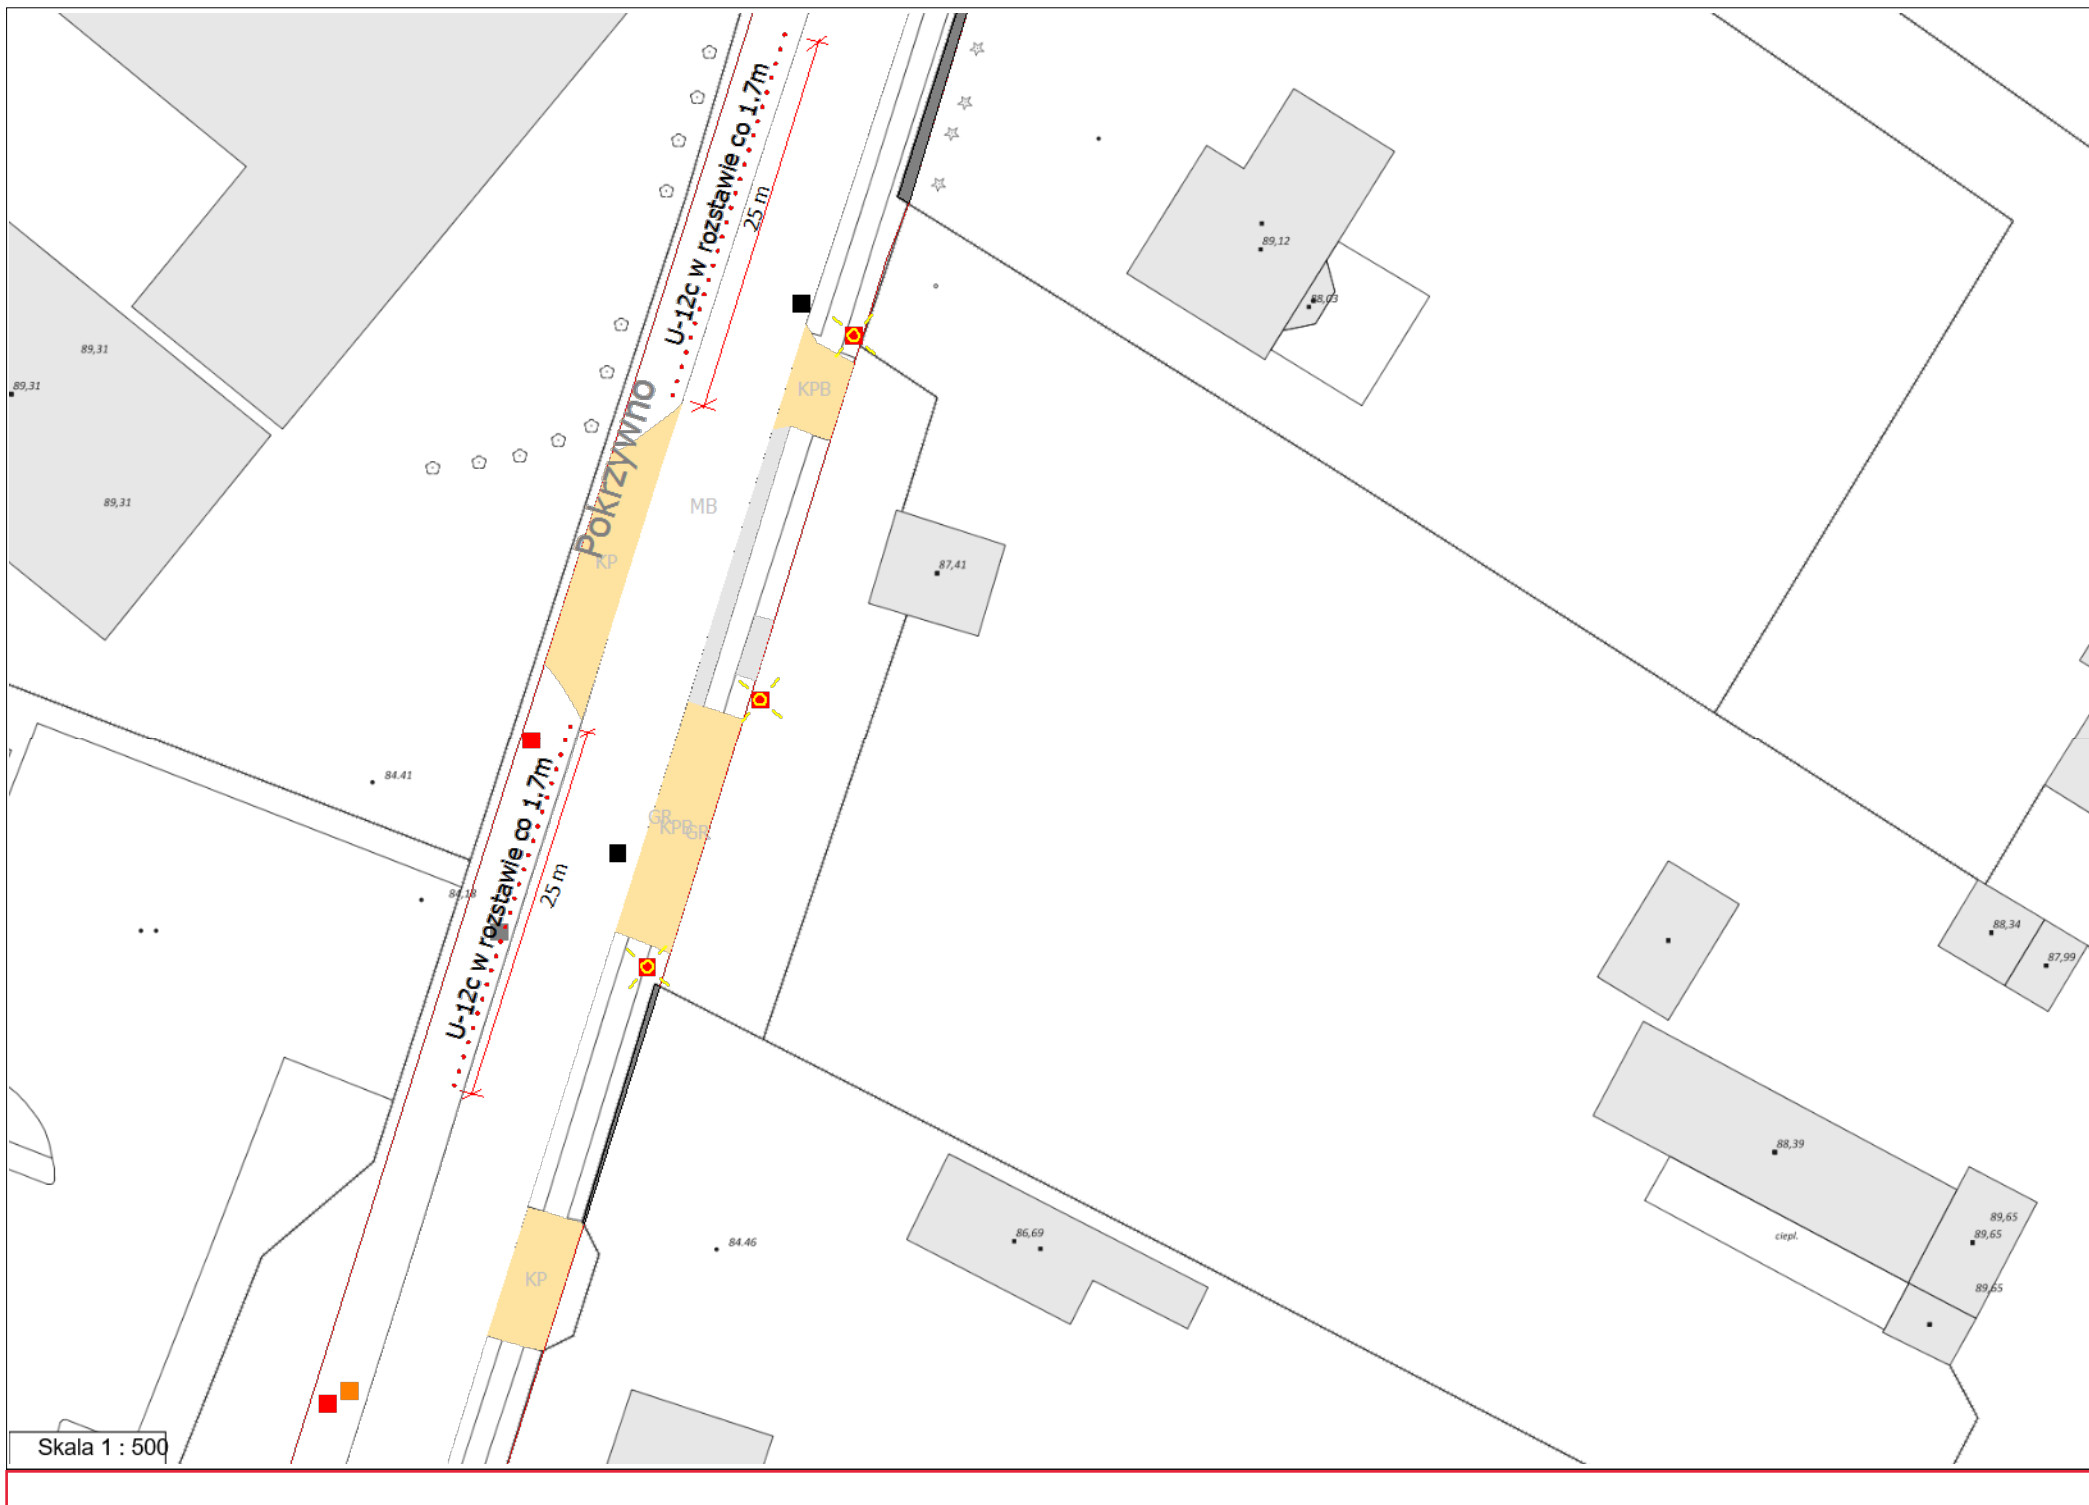 U-12c w rozstawie co 1.7m
25 m
89,12
88,03
89,31
89,31
KPB
Pokrzywno
89,31
MB
KP
87,41
84.41
U-12c w rozstawie co 1.7m
25 m
GR
KPB
GR
84,18
88,34
87,99
88,39
89,65
89,65
ciepl.
84.46
86,69
KP
89,65
Skala 1 : 500